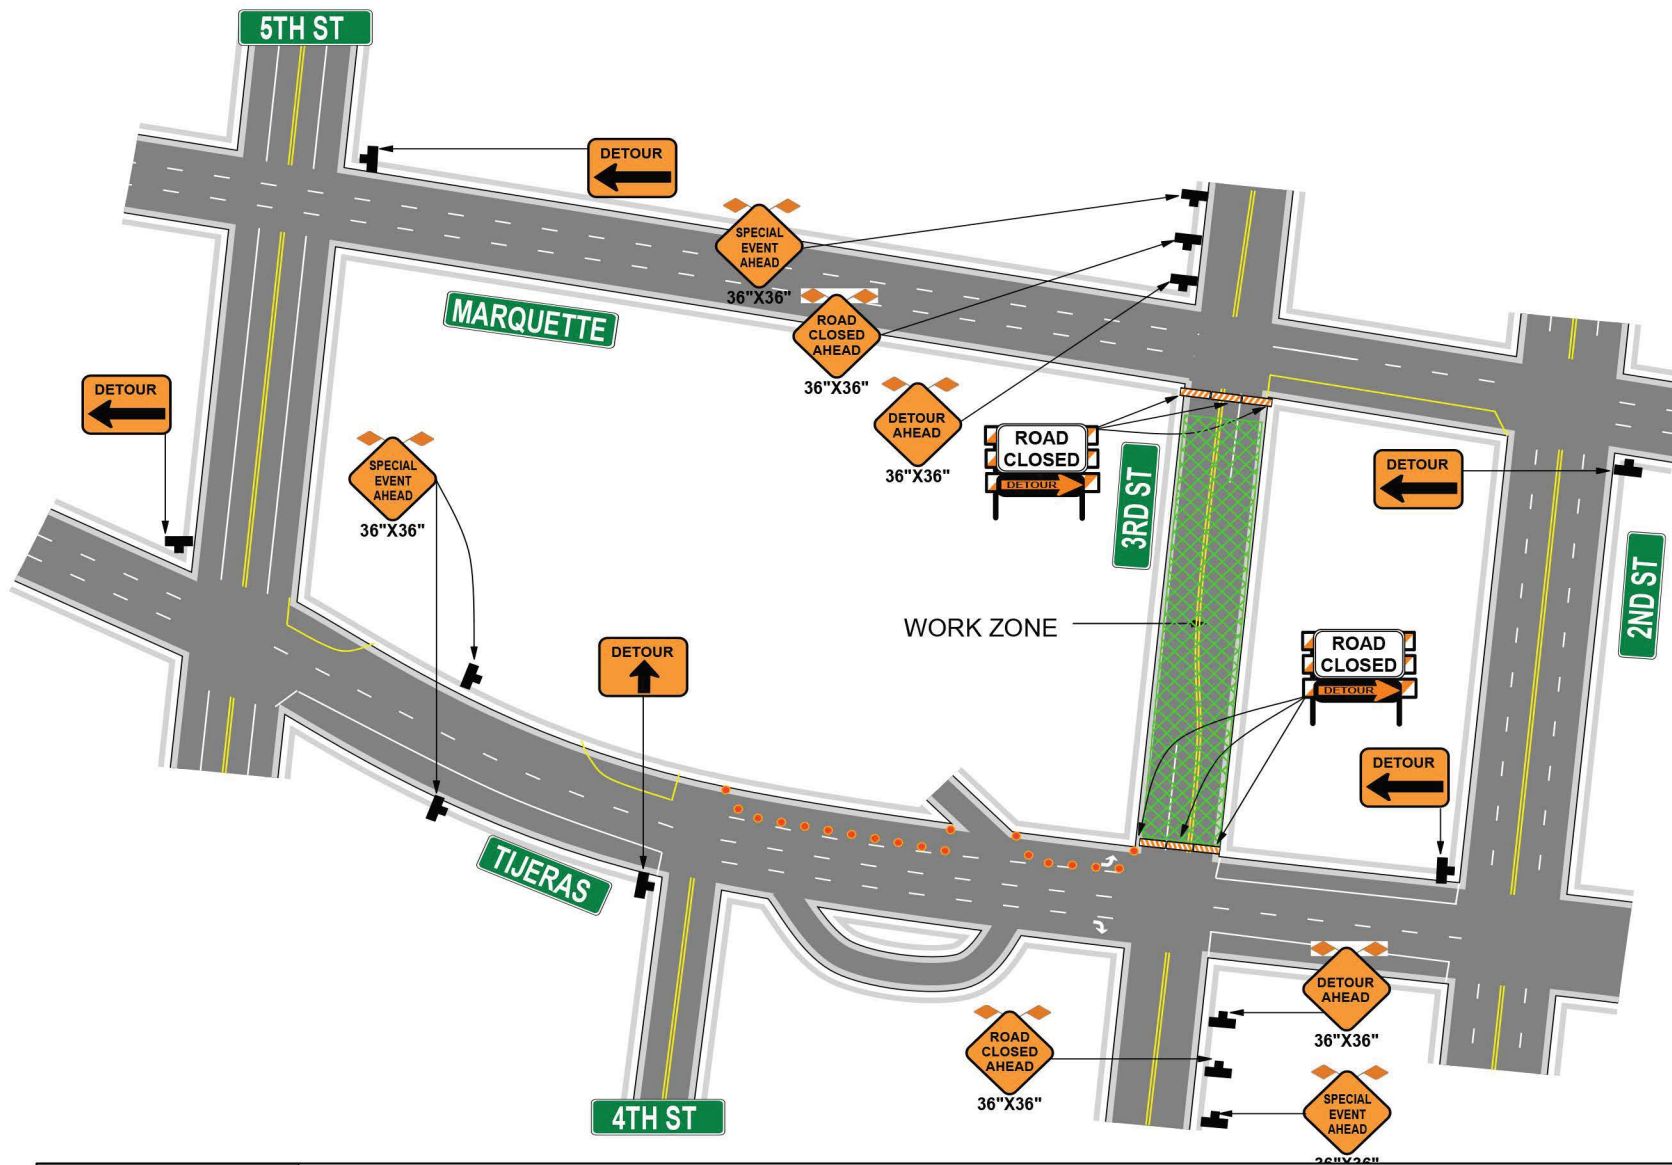 5TH ST
DETOUR
SPECIAL
EVENT
AHEAD
36"X36"
MARQUETTE
ROAD
CLOSED
AHEAD
36"X36"
DETOUR
DETOUR
AHEAD
36"X36"
ROAD
CLOSED
DETOUR
3RD ST
DETOUR
SPECIAL
EVENT
AHEAD
36"X36"
2ND ST
WORK ZONE
DETOUR
ROAD
CLOSED
DETOUR
DETOUR
TIJERAS
DETOUR
AHEAD
36"X36"
ROAD
CLOSED
AHEAD
36"X36"
4TH ST
SPECIAL
EVENT
AHEAD
36"X36"